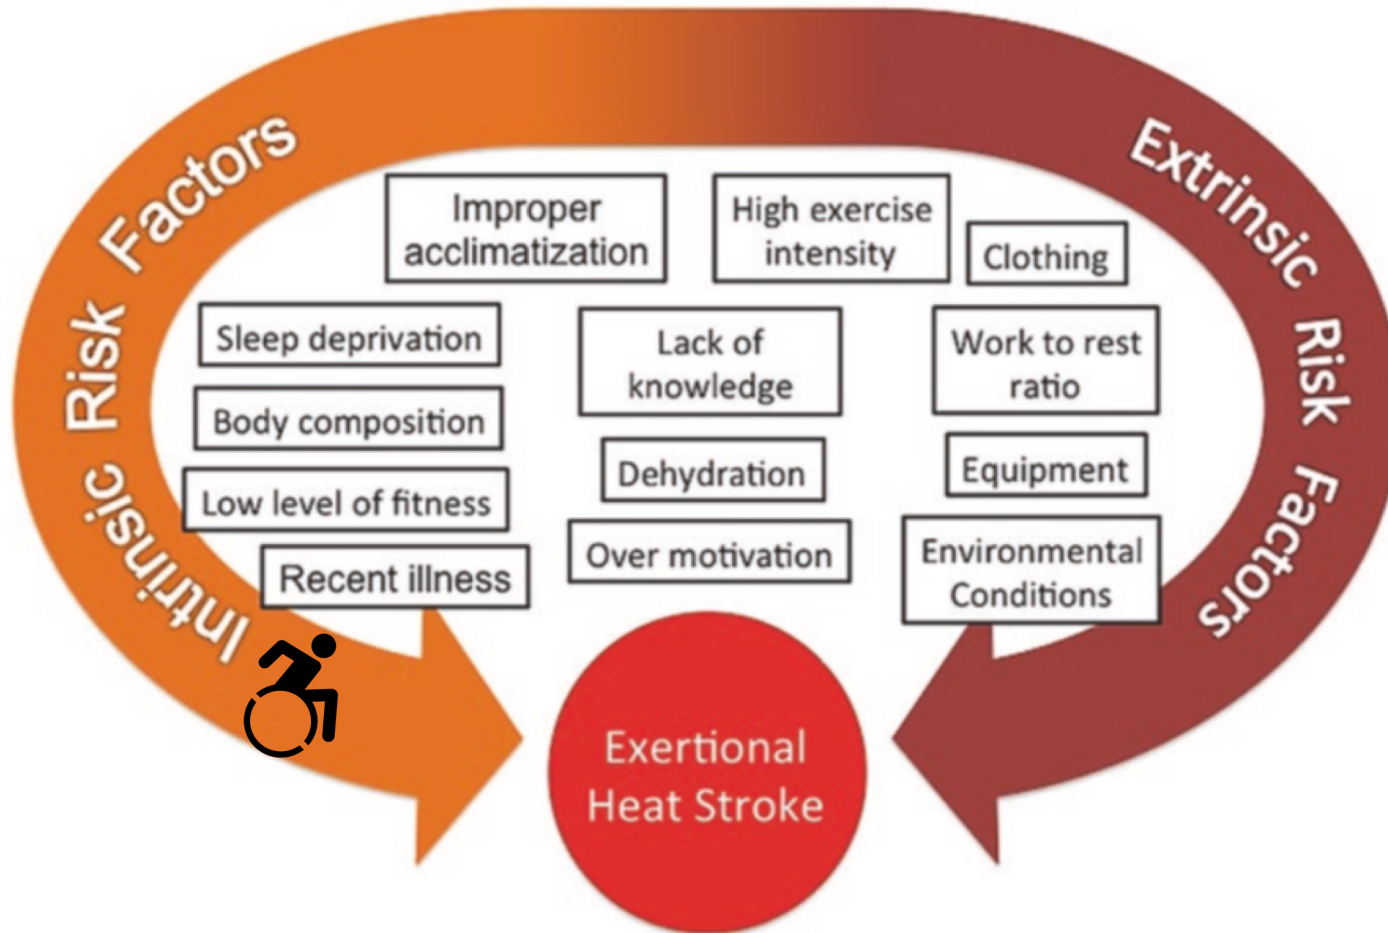 Intrinsic Risk Factors
Extrinsic Risk Factors
Improper
acclimatization
High exercise
intensity
Clothing
Sleep deprivation
Lack of
knowledge
Work to rest
ratio
Body composition
Dehydration
Equipment
Low level of fitness
Over motivation
Environmental
Conditions
Recent illness
Exertional
Heat Stroke